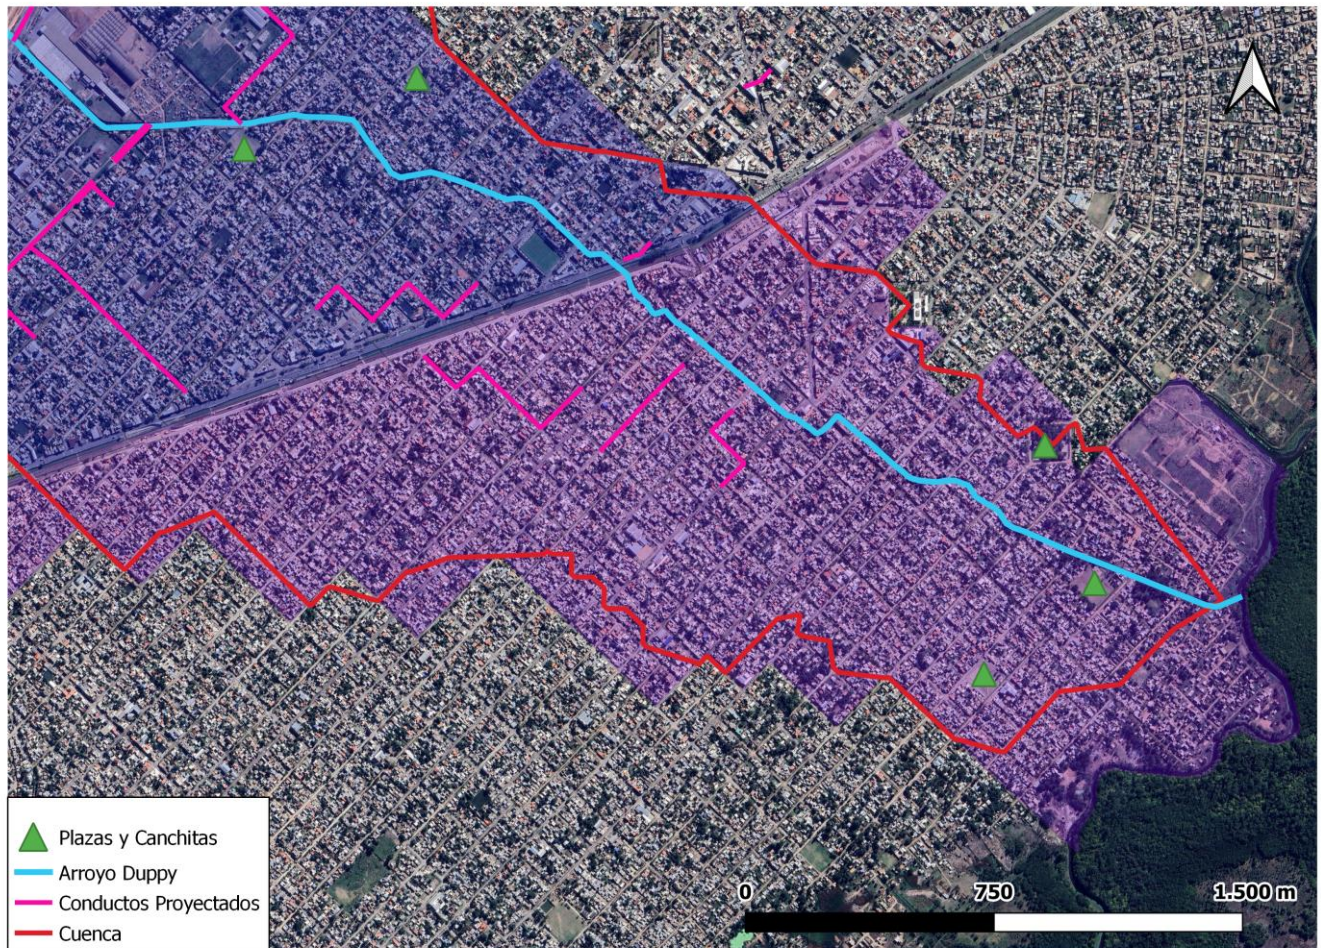 Plazas y Canchitas
Arroyo Duppy
Conductos Proyectados
Cuenca
0 750 1.500 m